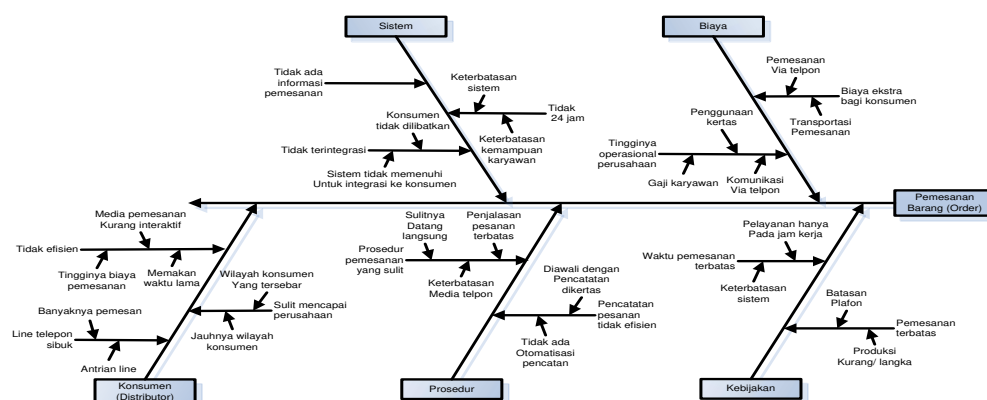 Sistem
Biaya
Tidak ada
informasi
pemesanan
Keterbatasan
sistem
Tidak
24 jam
Keterbatasan
kemampuan
karyawan
Konsumen
tidak dilibatkan
Tidak terintegrasi
Sistem tidak memenuhi
Untuk integrasi ke konsumen
Pemesanan
Via telpon
Biaya ekstra
bagi konsumen
Transportasi
Pemesanan
Penggunaan
kertas
Tingginya
operasional
perusahaan
Gaji karyawan
Komunikasi
Via telpon
Pemesanan
Barang (Order)
Media pemesanan
Kurang interaktif
Tidak efisien
Tingginya biaya
pemesanan
Memakan
waktu lama
Wilayah konsumen
Yang tersebar
Sulit mencapai
perusahaan
Jauhnya wilayah
konsumen
Banyaknya pemesan
Line telepon
sibuk
Antrian line
Sulitnya
Datang
langsung
Penjalasan
pesanan
terbatas
Prosedur
pemesanan
yang sulit
Keterbatasan
Media telpon
Diawali dengan
Pencatatan
dikertas
Pencatatan
pesanan
tidak efisien
Tidak ada
Otomatisasi
pencatan
Pelayanan hanya
Pada jam kerja
Waktu pemesanan
terbatas
Keterbatasan
sistem
Batasan
Plafon
Pemesanan
terbatas
Produksi
Kurang/ langka
Konsumen
(Distributor)
Prosedur
Kebijakan